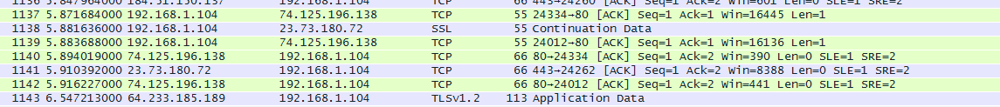 1136 5.847964000 184.51.150.137 192.168.1.104 TCP 66 443→24260 [ACK] Seq=1 Ack=2 Win=601 Len=0 SLE=1 SRE=2
1137 5.871684000 192.168.1.104 74.125.196.138 TCP 55 24334→80 [ACK] Seq=1 Ack=1 Win=16445 Len=1
1138 5.881636000 192.168.1.104 23.73.180.72 SSL 55 Continuation Data
1139 5.883688000 192.168.1.104 74.125.196.138 TCP 55 24012→80 [ACK] Seq=1 Ack=1 Win=16136 Len=1
1140 5.894019000 74.125.196.138 192.168.1.104 TCP 66 80→24334 [ACK] Seq=1 Ack=2 Win=390 Len=0 SLE=1 SRE=2
1141 5.910392000 23.73.180.72 192.168.1.104 TCP 66 443→24262 [ACK] Seq=1 Ack=2 Win=8388 Len=0 SLE=1 SRE=2
1142 5.916227000 74.125.196.138 192.168.1.104 TCP 66 80→24012 [ACK] Seq=1 Ack=2 Win=441 Len=0 SLE=1 SRE=2
1143 6.547213000 64.233.185.189 192.168.1.104 TLSv1.2 113 Application Data